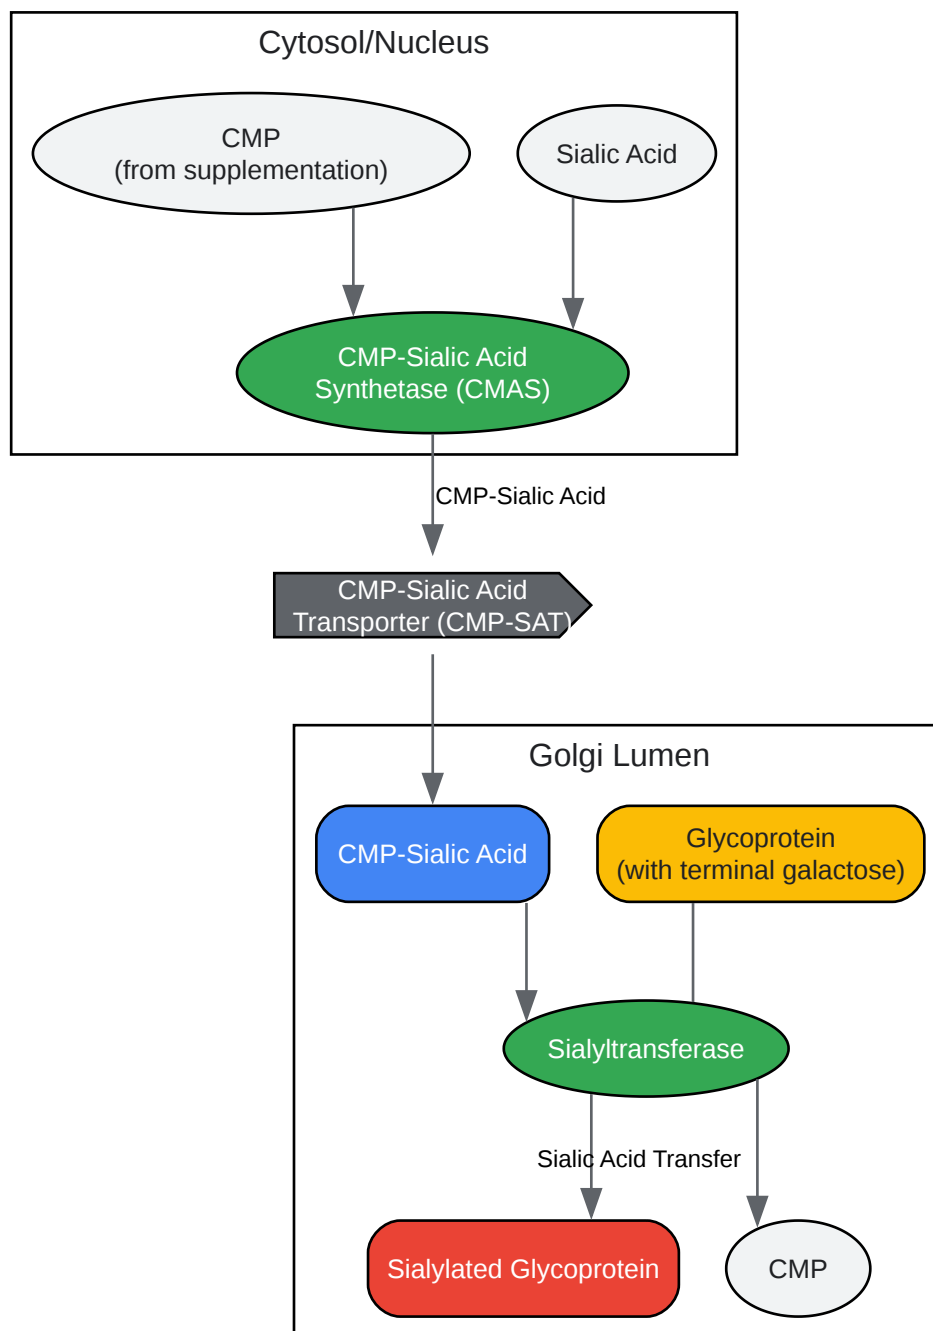 Cytosol/Nucleus
CMP
(from supplementation)
Sialic Acid
CMP-Sialic Acid
Synthetase (CMAS)
CMP-Sialic Acid
CMP-Sialic Acid
Transporter (CMP-SAT)
Golgi Lumen
CMP-Sialic Acid
Glycoprotein
(with terminal galactose)
Sialyltransferase
Sialic Acid Transfer
Sialylated Glycoprotein
CMP